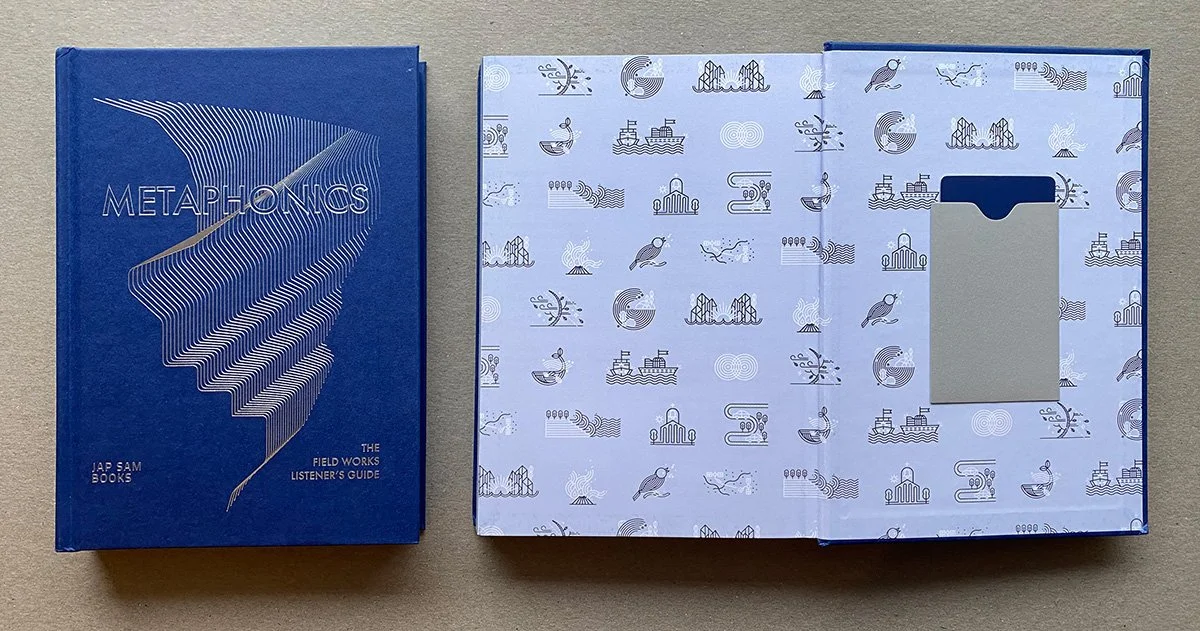 METAPHONICS
THE
FIELD WORKS
LISTENER'S GUIDE
JAP SAM
BOOKS